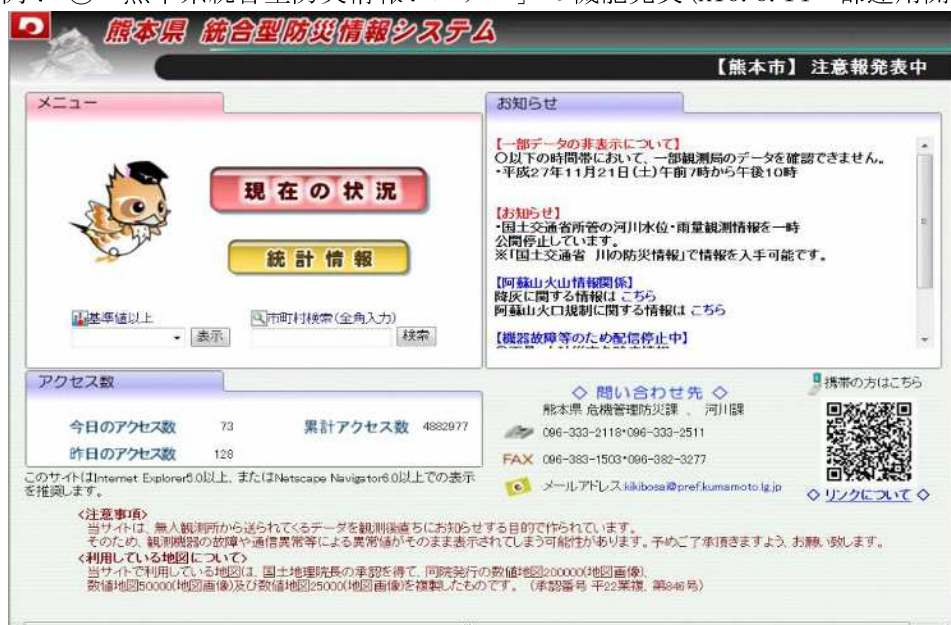 熊本県 統合型防災情報システム
【熊本市】 注意報発表中
メニュー
現在の状況
統計情報
基準値以上
表示
市町村検索(全角入力)
検索
お知らせ
【一部データの非表示について】
〇以下の時間帯において、一部観測局のデータを確認できません。
・平成27年11月21日(土)午前7時から午後10時
【お知らせ】
・国土交通省所管の河川水位・雨量観測情報を一時
公開停止しています。
※「国土交通省 川の防災情報」で情報を入手可能です。
【阿蘇山火山情報関係】
降灰に関する情報は こちら
阿蘇山火口規制に関する情報は こちら
【機器故障等のため配信停止中】
アクセス数
今日のアクセス数 73 累計アクセス数 4882977
昨日のアクセス数 128
このサイトはInternet Explorer6.0以上、またはNetscape Navigator6.0以上での表示
を推奨します。
◇ 問い合わせ先 ◇
熊本県 危機管理防災課 、 河川課
096-333-2118・096-333-2511
FAX 096-383-1503・096-382-3277
メールアドレス kikibosai@pref.kumamoto.lg.jp
携帯の方はこちら
◇ リンクについて ◇
<注意事項>
当サイトは、無人観測所から送られてくるデータを観測後直ちにお知らせする目的で作られています。
そのため、観測機器の故障や通信異常等による異常値がそのまま表示されてしまう可能性があります。予めご了承頂きますよう、お願い致します。
<利用している地図について>
当サイトで利用している地図は、国土地理院長の承認を得て、同院発行の数値地図200000(地図画像)、
数値地図50000(地図画像)及び数値地図25000(地図画像)を複製したものです。 (承認番号 平22業複、第846号)